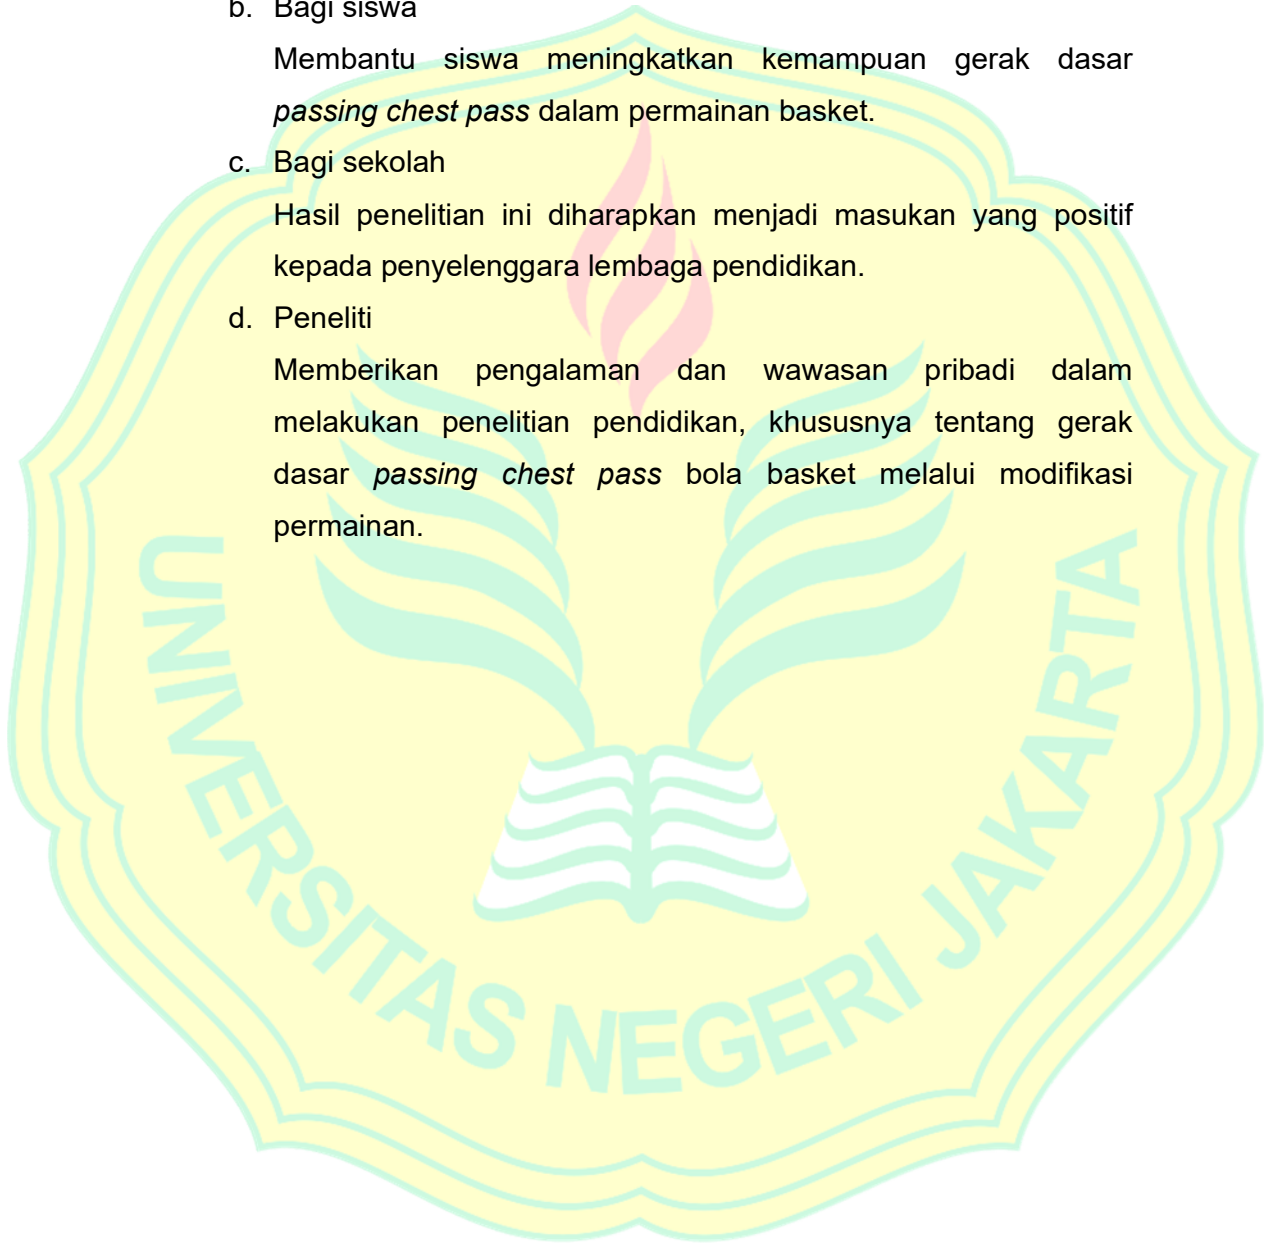 b. Bagi siswa
Membantu siswa meningkatkan kemampuan gerak dasar
passing chest pass dalam permainan basket.
c. Bagi sekolah
Hasil penelitian ini diharapkan menjadi masukan yang positif
kepada penyelenggara lembaga pendidikan.
d. Peneliti
Memberikan pengalaman dan wawasan pribadi dalam
melakukan penelitian pendidikan, khususnya tentang gerak
dasar passing chest pass bola basket melalui modifikasi
permainan.
UNIVERSITAS NEGERI JAKARTA